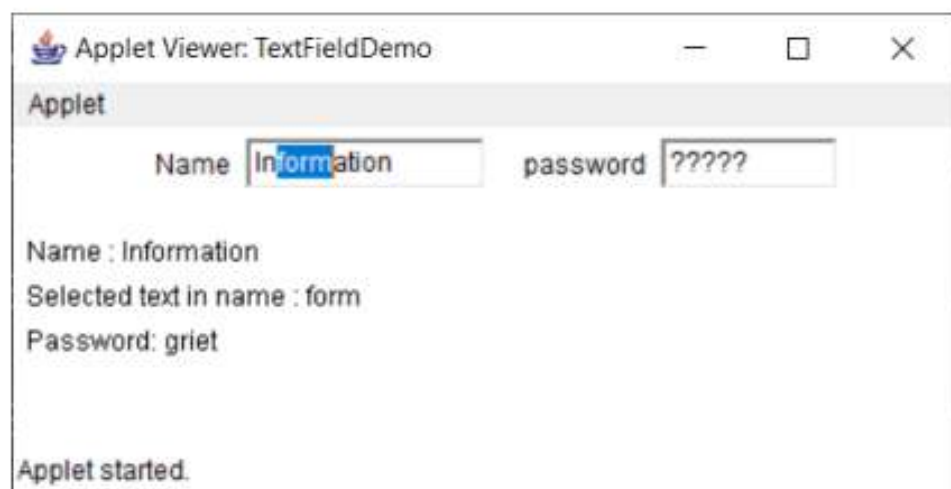 Applet Viewer: TextFieldDemo
Applet
Name Information password ?????
Name : Information
Selected text in name : form
Password: griet
Applet started.